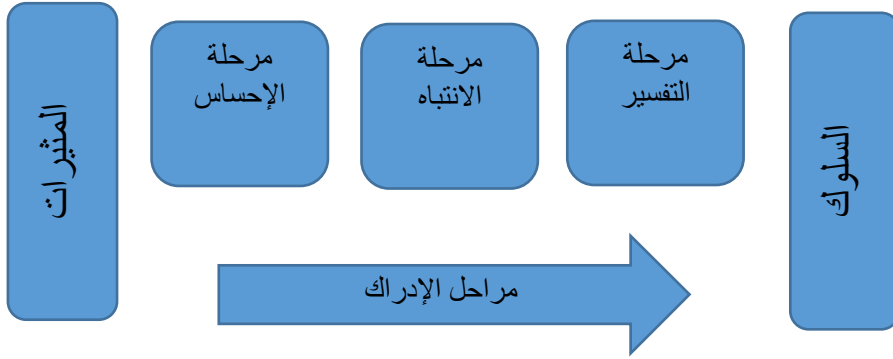 المثيرات
مرحلة
الإحساس
مرحلة
الانتباه
مرحلة
التفسير
السلوك
مراحل الإدراك